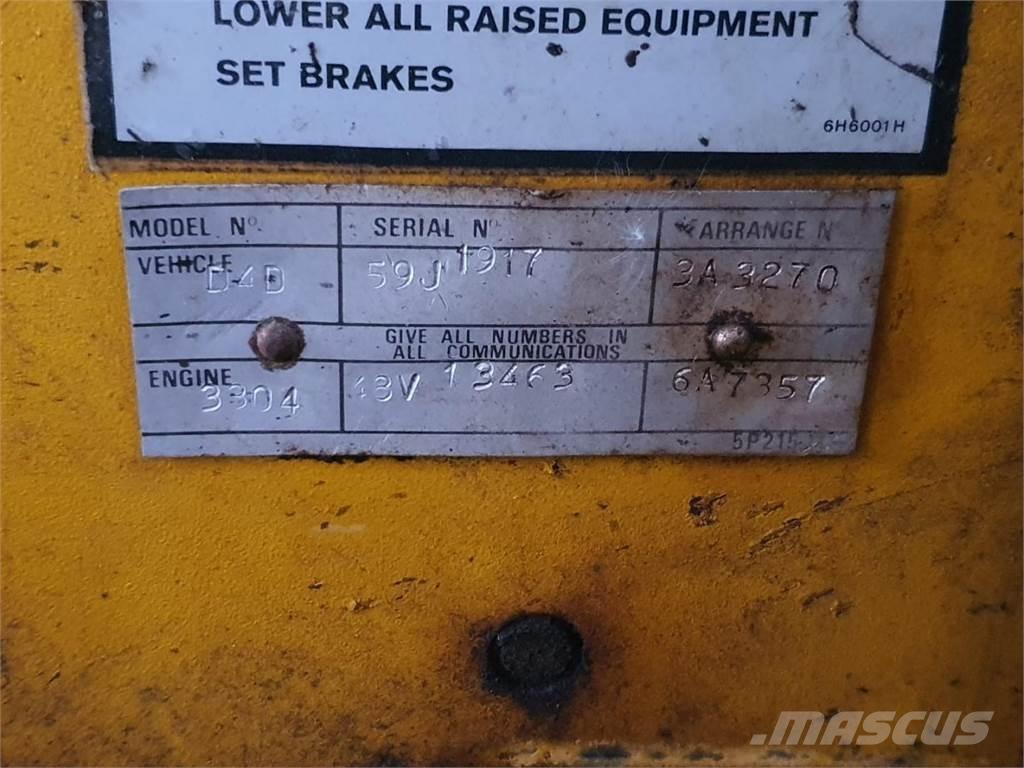 LOWER ALL RAISED EQUIPMENT
SET BRAKES
6H6001H
MODEL Nº. SERIAL Nº ARRANGE Nº
VEHICLE D4D 59J 1917 3A 3270
GIVE ALL NUMBERS IN
ALL COMMUNICATIONS
ENGINE 3304 48V 13463 6A7357
MASCUS